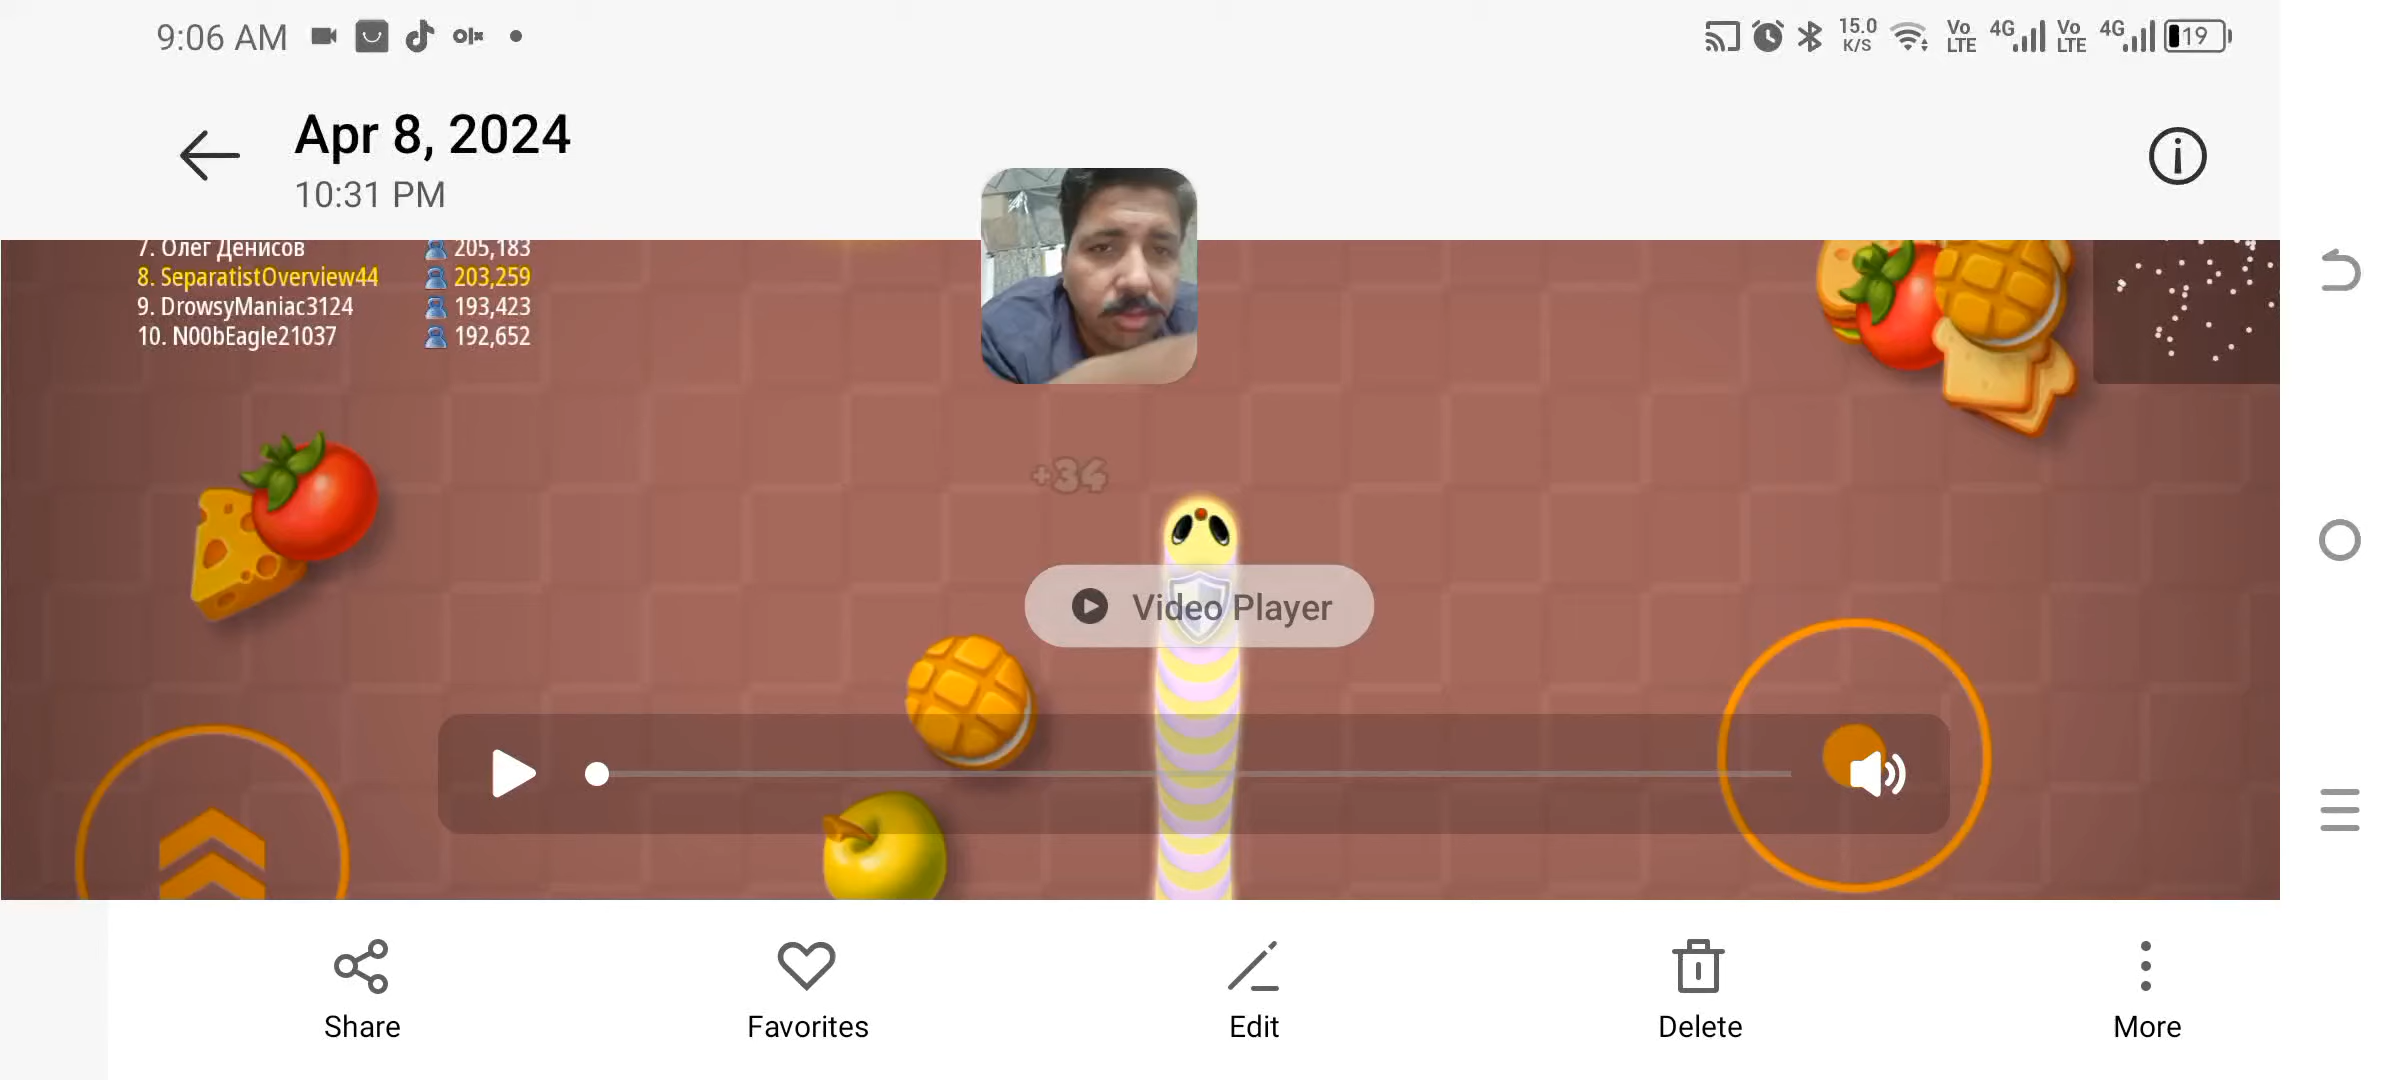 9:06 AM
olx
15.0
K/S
Vo
LTE
4G
Vo
LTE
4G
19
Apr 8, 2024
10:31 PM
7. Олег Денисов 205,183
8. SeparatistOverview44 203,259
9. DrowsyManiac3124 193,423
10. N00bEagle21037 192,652
+34
Video Player
Share
Favorites
Edit
Delete
More